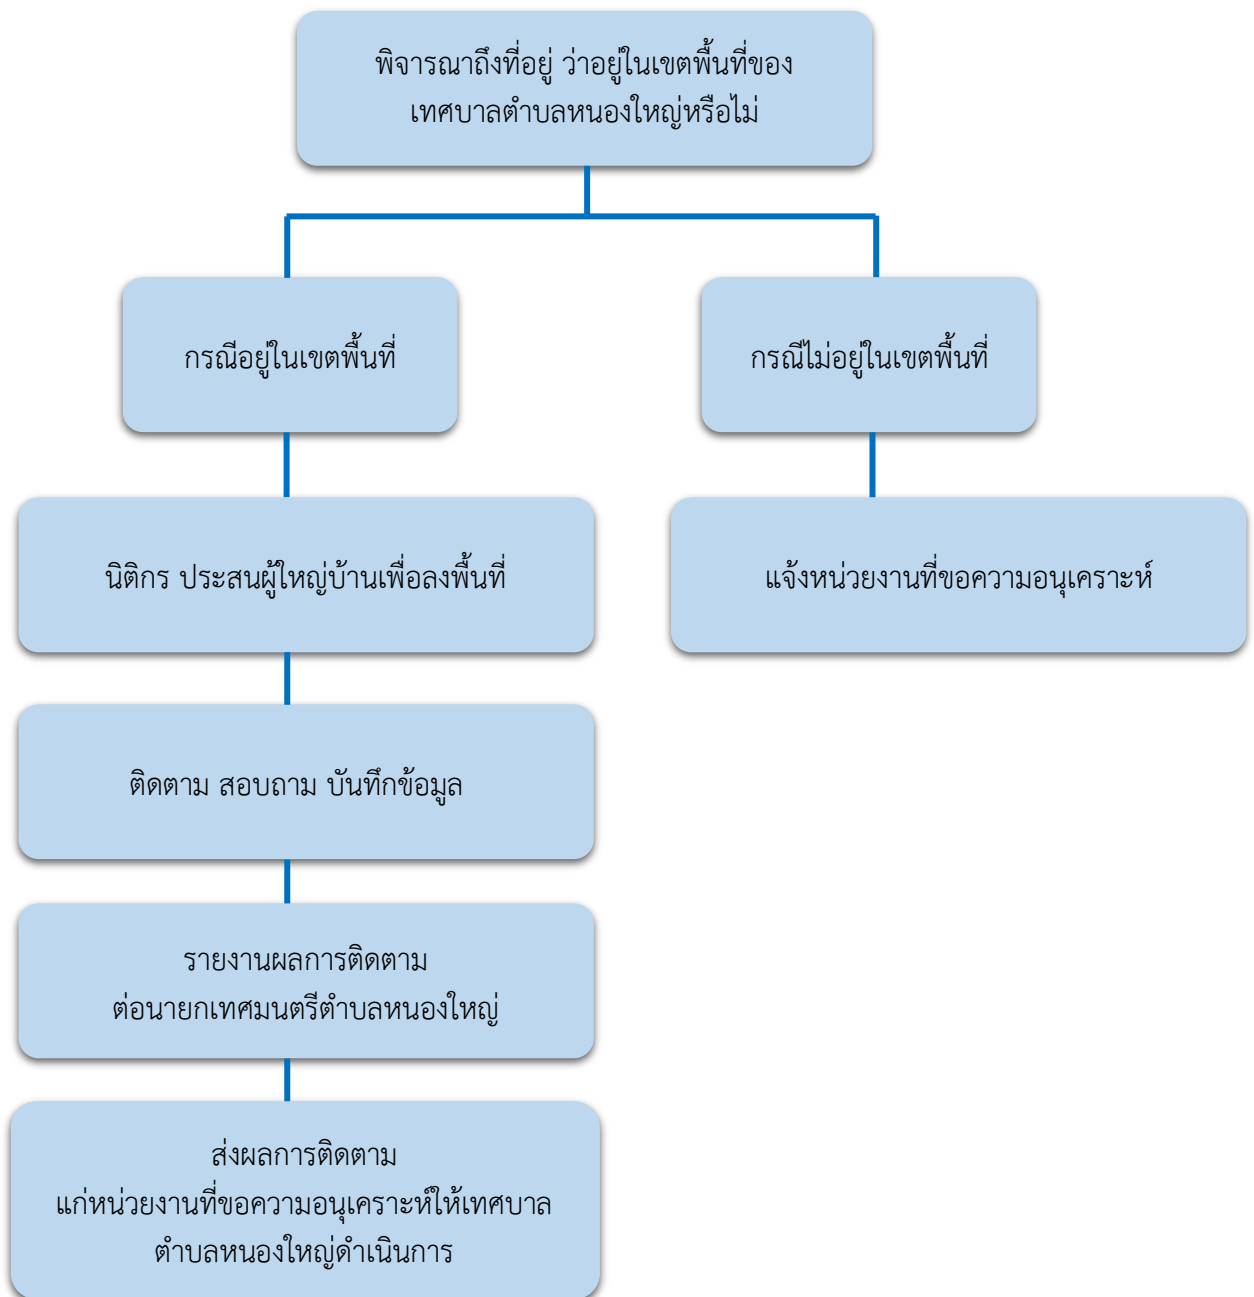 พิจารณาถึงที่อยู่ ว่าอยู่ในเขตพื้นที่ของ
เทศบาลตำบลหนองใหญ่หรือไม่
กรณีอยู่ในเขตพื้นที่
กรณีไม่อยู่ในเขตพื้นที่
นิติกร ประสนผู้ใหญ่บ้านเพื่อลงพื้นที่
แจ้งหน่วยงานที่ขอความอนุเคราะห์
ติดตาม สอบถาม บันทึกข้อมูล
รายงานผลการติดตาม
ต่อนายกเทศมนตรีตำบลหนองใหญ่
ส่งผลการติดตาม
แก่หน่วยงานที่ขอความอนุเคราะห์ให้เทศบาล
ตำบลหนองใหญ่ดำเนินการ